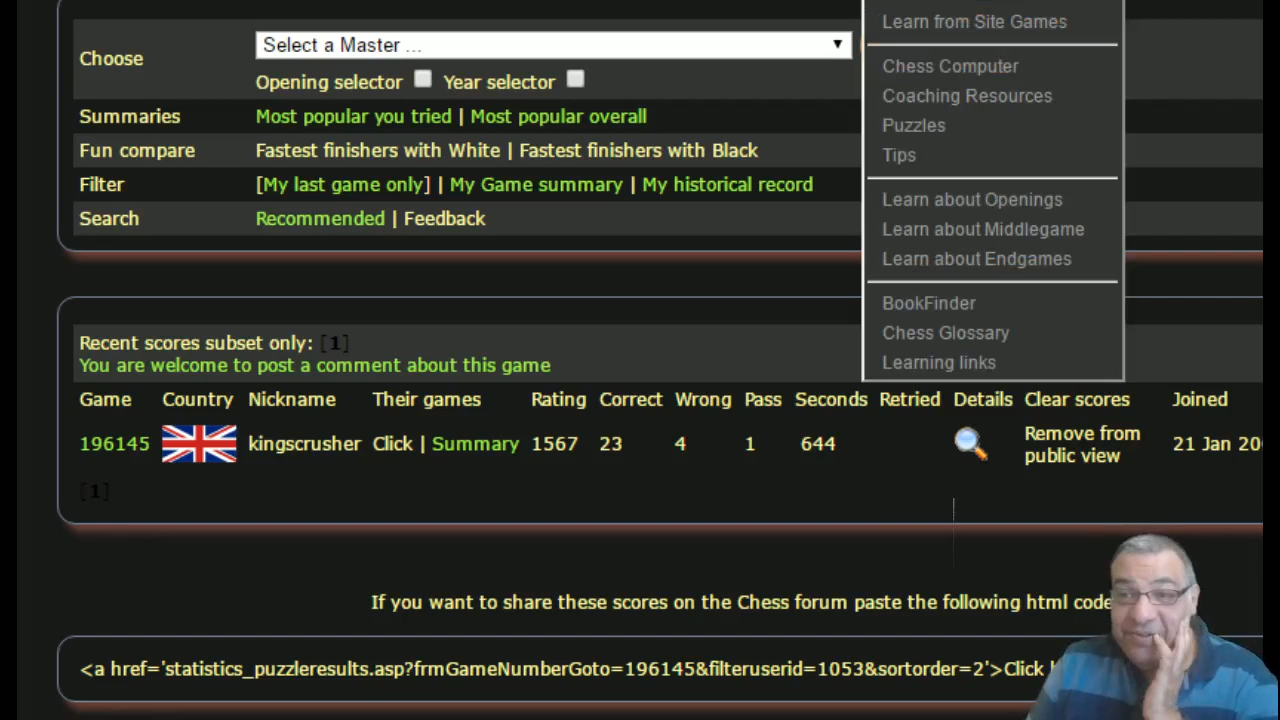 Learn from Site Games
Choose
Select a Master ...
Opening selector Year selector
Chess Computer
Coaching Resources
Puzzles
Tips
Summaries
Most popular you tried | Most popular overall
Fun compare
Fastest finishers with White | Fastest finishers with Black
Filter
[My last game only] | My Game summary | My historical record
Search
Recommended | Feedback
Learn about Openings
Learn about Middlegame
Learn about Endgames
BookFinder
Chess Glossary
Learning links
Recent scores subset only: [1]
You are welcome to post a comment about this game
Game Country Nickname Their games Rating Correct Wrong Pass Seconds Retried Details Clear scores Joined
196145 kingscrusher Click | Summary 1567 23 4 1 644 Remove from public view 21 Jan 20
[1]
If you want to share these scores on the Chess forum paste the following html code
<a href='statistics_puzzleresults.asp?frmGameNumberGoto=196145&filteruserid=1053&sortorder=2'>Click